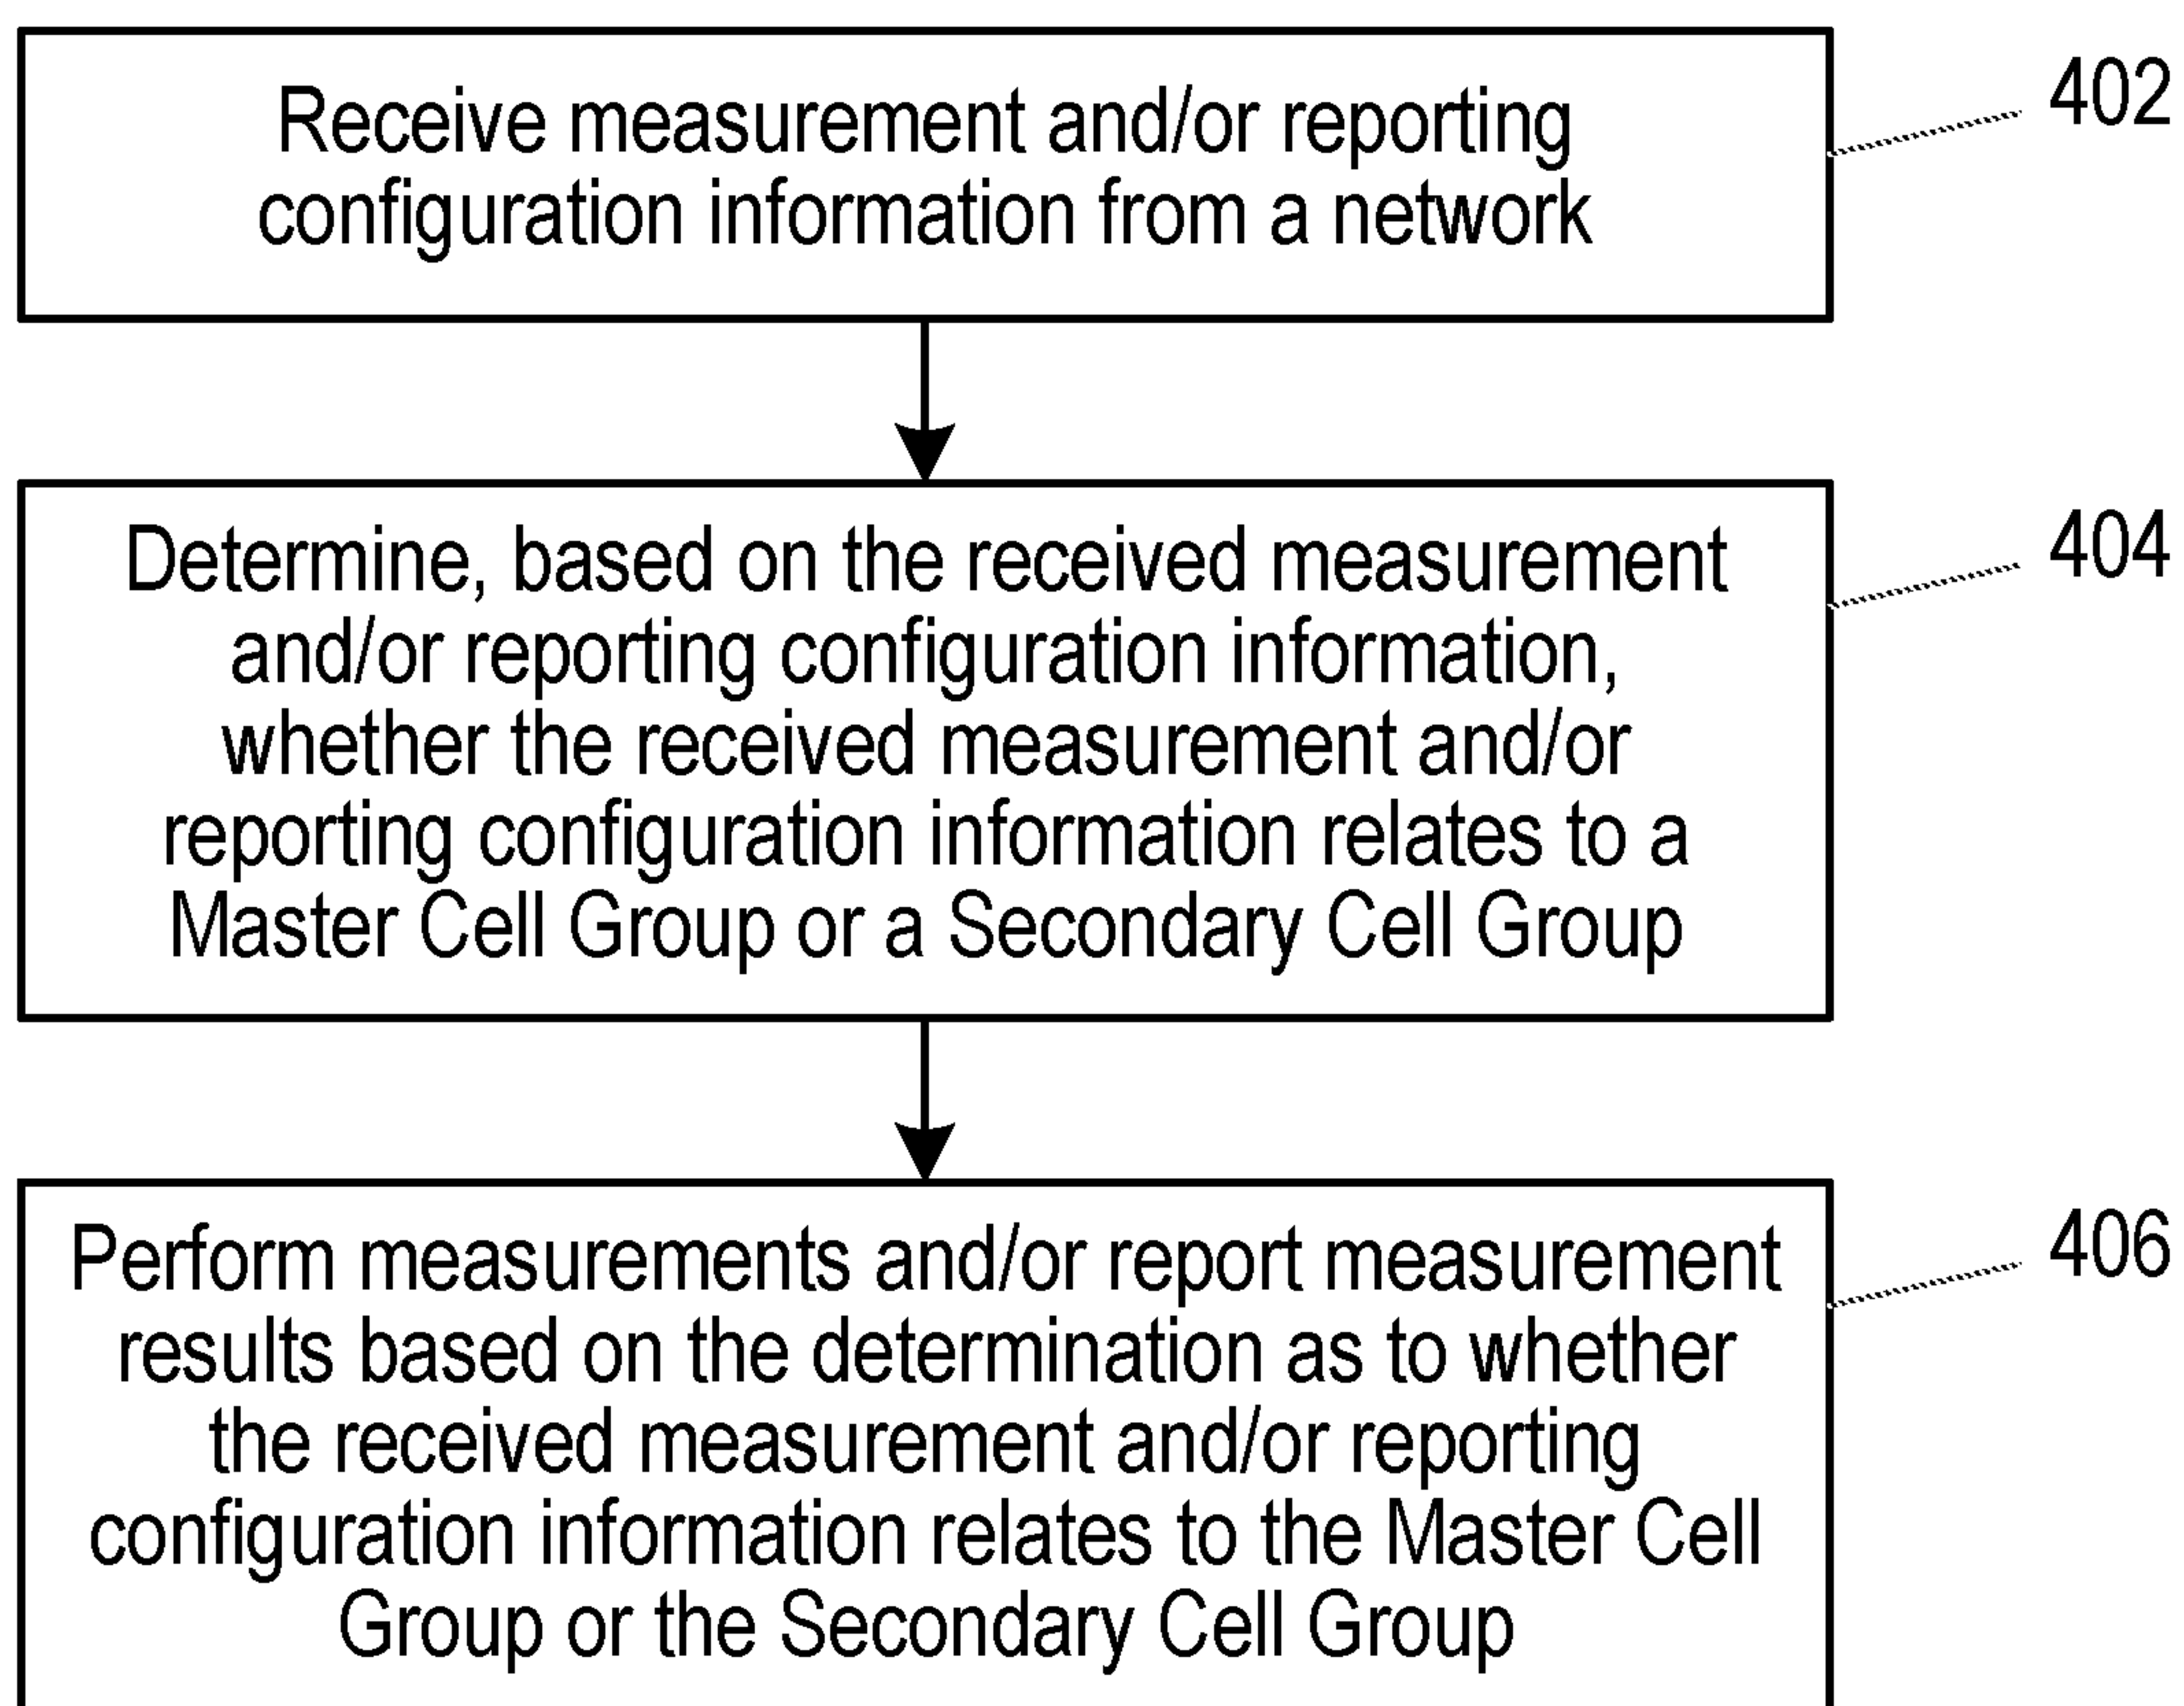 Receive measurement and/or reporting
configuration information from a network
402
Determine, based on the received measurement
and/or reporting configuration information,
whether the received measurement and/or
reporting configuration information relates to a
Master Cell Group or a Secondary Cell Group
404
Perform measurements and/or report measurement
results based on the determination as to whether
the received measurement and/or reporting
configuration information relates to the Master Cell
Group or the Secondary Cell Group
406